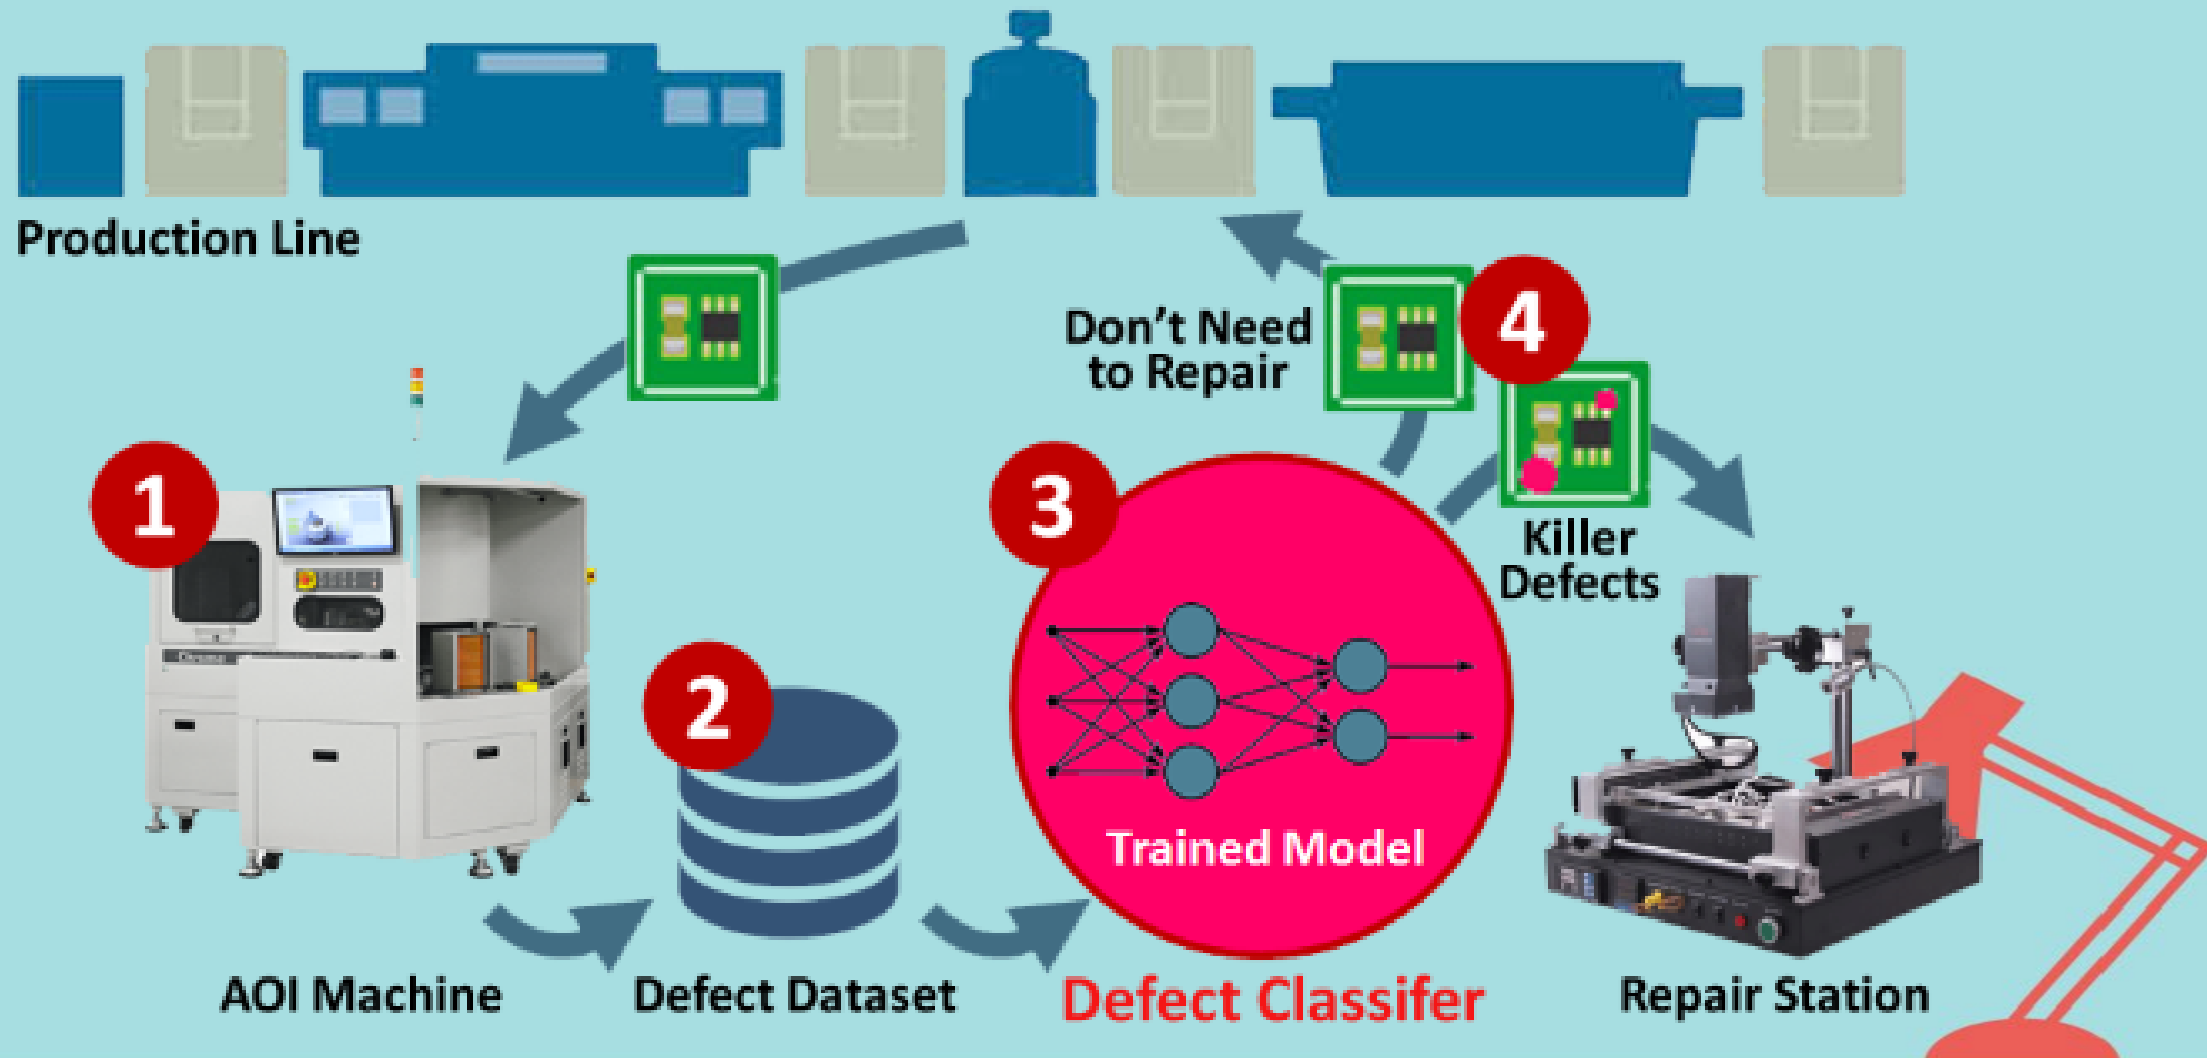 Production Line
Don't Need
to Repair
4
1
3
Killer
Defects
2
Trained Model
AOI Machine
Defect Dataset
Defect Classifer
Repair Station